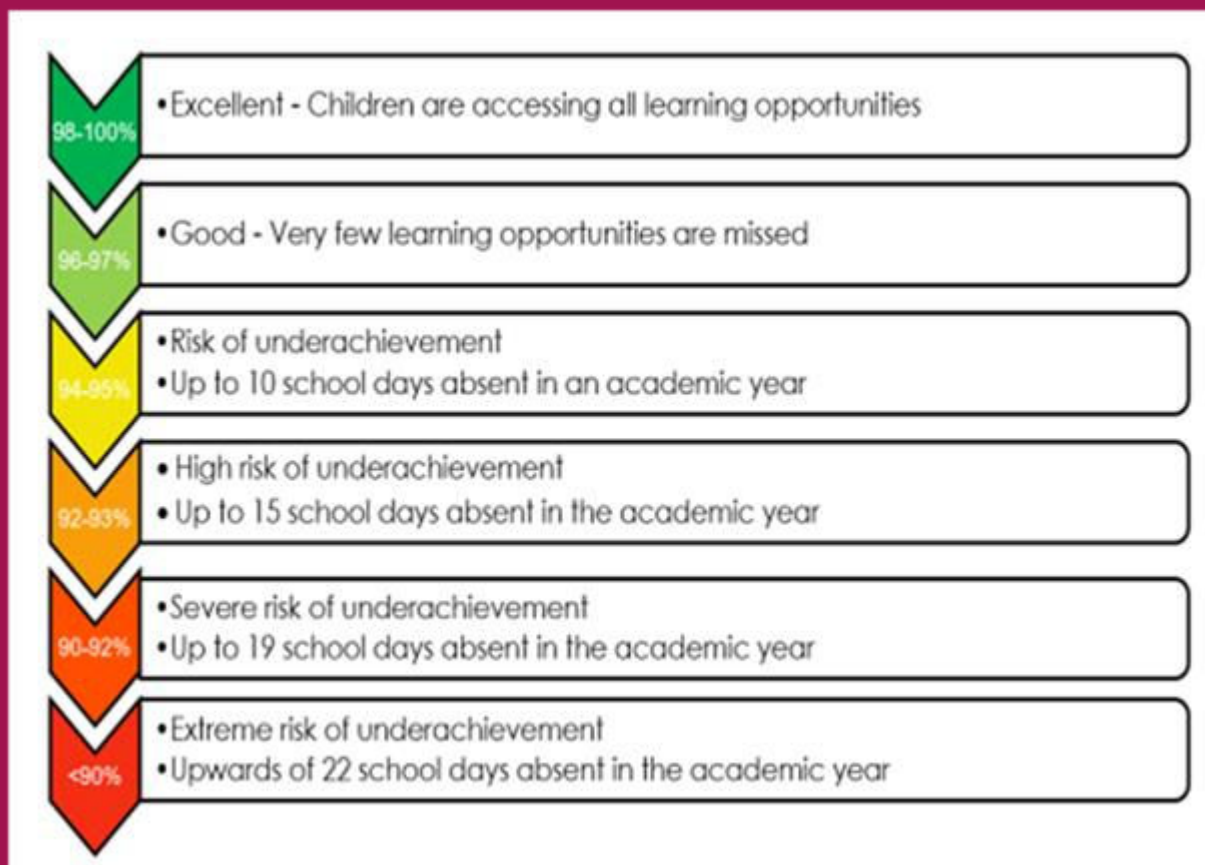 98-100%
•Excellent - Children are accessing all learning opportunities
96-97%
•Good - Very few learning opportunities are missed
94-95%
•Risk of underachievement
•Up to 10 school days absent in an academic year
92-93%
• High risk of underachievement
• Up to 15 school days absent in the academic year
90-92%
•Severe risk of underachievement
•Up to 19 school days absent in the academic year
<90%
•Extreme risk of underachievement
•Upwards of 22 school days absent in the academic year